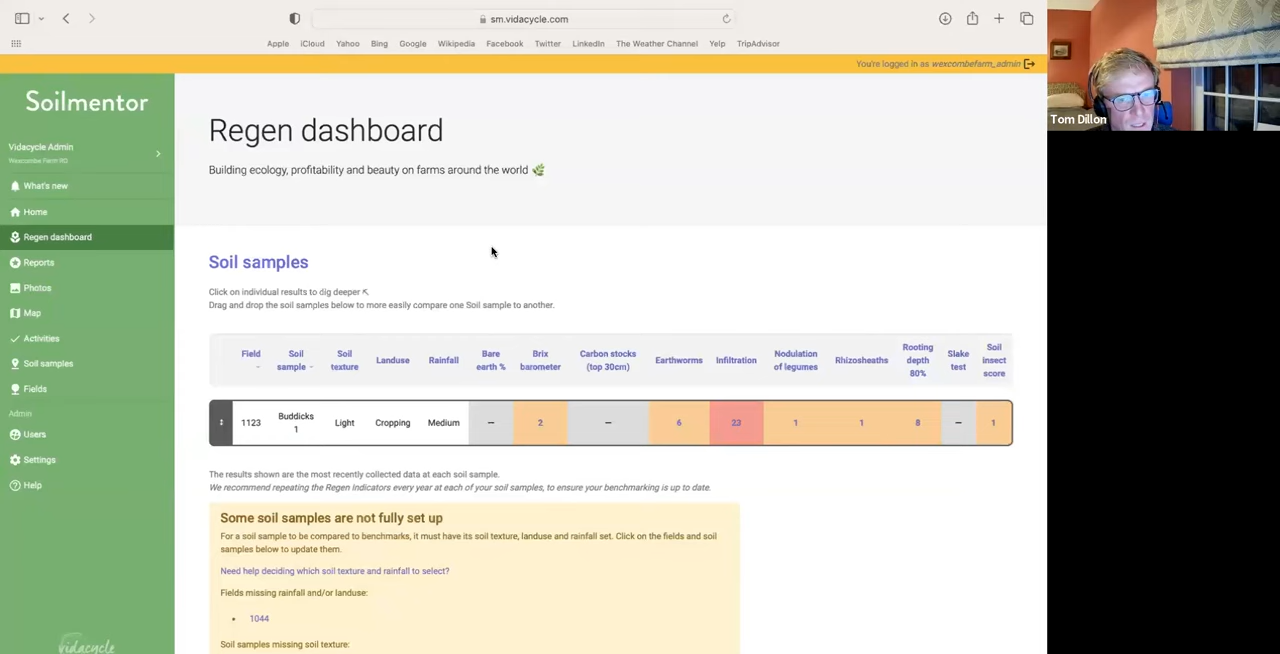 sm.vidacycle.com
Apple iCloud Yahoo Bing Google Wikipedia Facebook Twitter LinkedIn The Weather Channel Yelp TripAdvisor
You're logged in as wexcombefarm_admin
Soilmentor
Vidacycle Admin
Wexcombe Farm RD
What's new
Home
Regen dashboard
Reports
Photos
Map
Activities
Soil samples
Fields
Admin
Users
Settings
Help
vidacycle
Regen dashboard
Building ecology, profitability and beauty on farms around the world
Soil samples
Click on individual results to dig deeper
Drag and drop the soil samples below to more easily compare one Soil sample to another.
Field Soil sample Soil texture Landuse Rainfall Bare earth % Brix barometer Carbon stocks (top 30cm) Earthworms Infiltration Nodulation of legumes Rhizosheaths Rooting depth 80% Slake test Soil insect score
1123 Buddicks 1 Light Cropping Medium – 2 – 6 23 1 1 8 – 1
The results shown are the most recently collected data at each soil sample.
We recommend repeating the Regen indicators every year at each of your soil samples, to ensure your benchmarking is up to date.
Some soil samples are not fully set up
For a soil sample to be compared to benchmarks, it must have its soil texture, landuse and rainfall set. Click on the fields and soil
samples below to update them.
Need help deciding which soil texture and rainfall to select?
Fields missing rainfall and/or landuse:
• 1044
Soil samples missing soil texture:
Tom Dillon